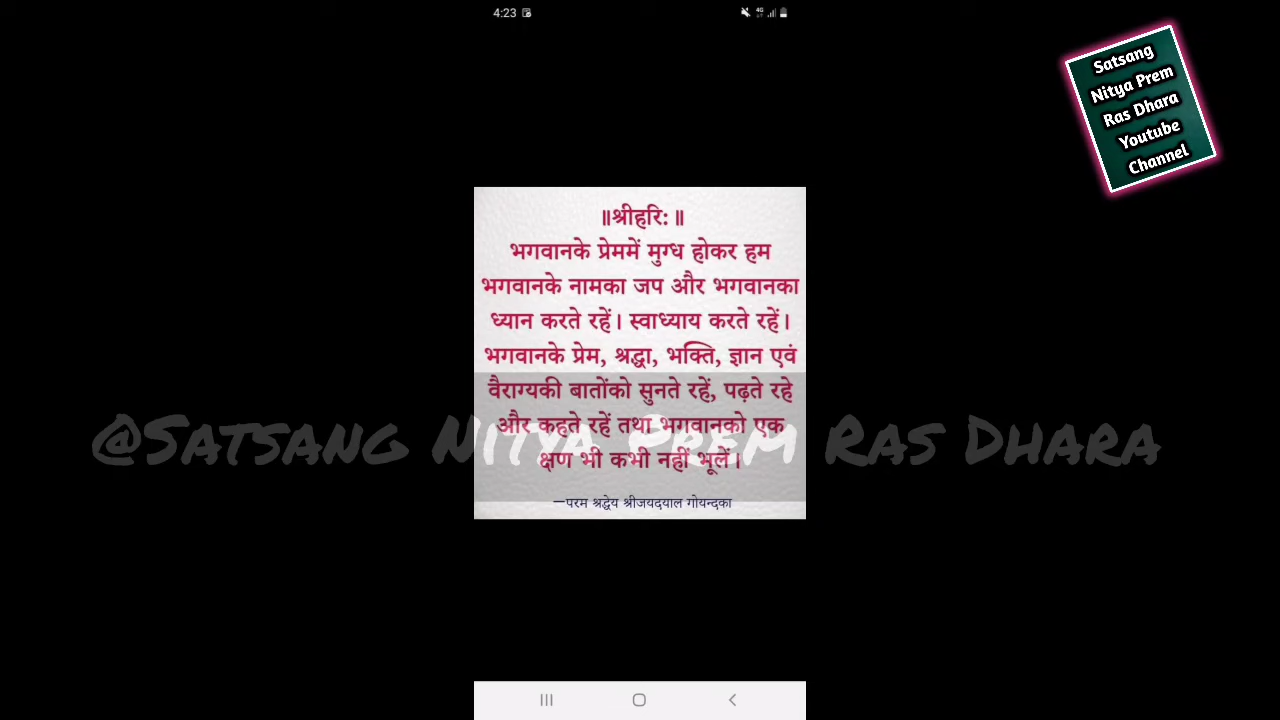 4:23
4G
Satsang
Nitya Prem
Ras Dhara
Youtube
Channel
॥श्रीहरि:॥
भगवानके प्रेममें मुग्ध होकर हम
भगवानके नामका जप और भगवानका
ध्यान करते रहें। स्वाध्याय करते रहें।
भगवानके प्रेम, श्रद्धा, भक्ति, ज्ञान एवं
वैराग्यकी बातोंको सुनते रहें, पढ़ते रहे
और कहते रहें तथा भगवानको एक
क्षण भी कभी नहीं भूलें।
—परम श्रद्धेय श्रीजयदयाल गोयन्दका
@Satsang Nitya Prem Ras Dhara